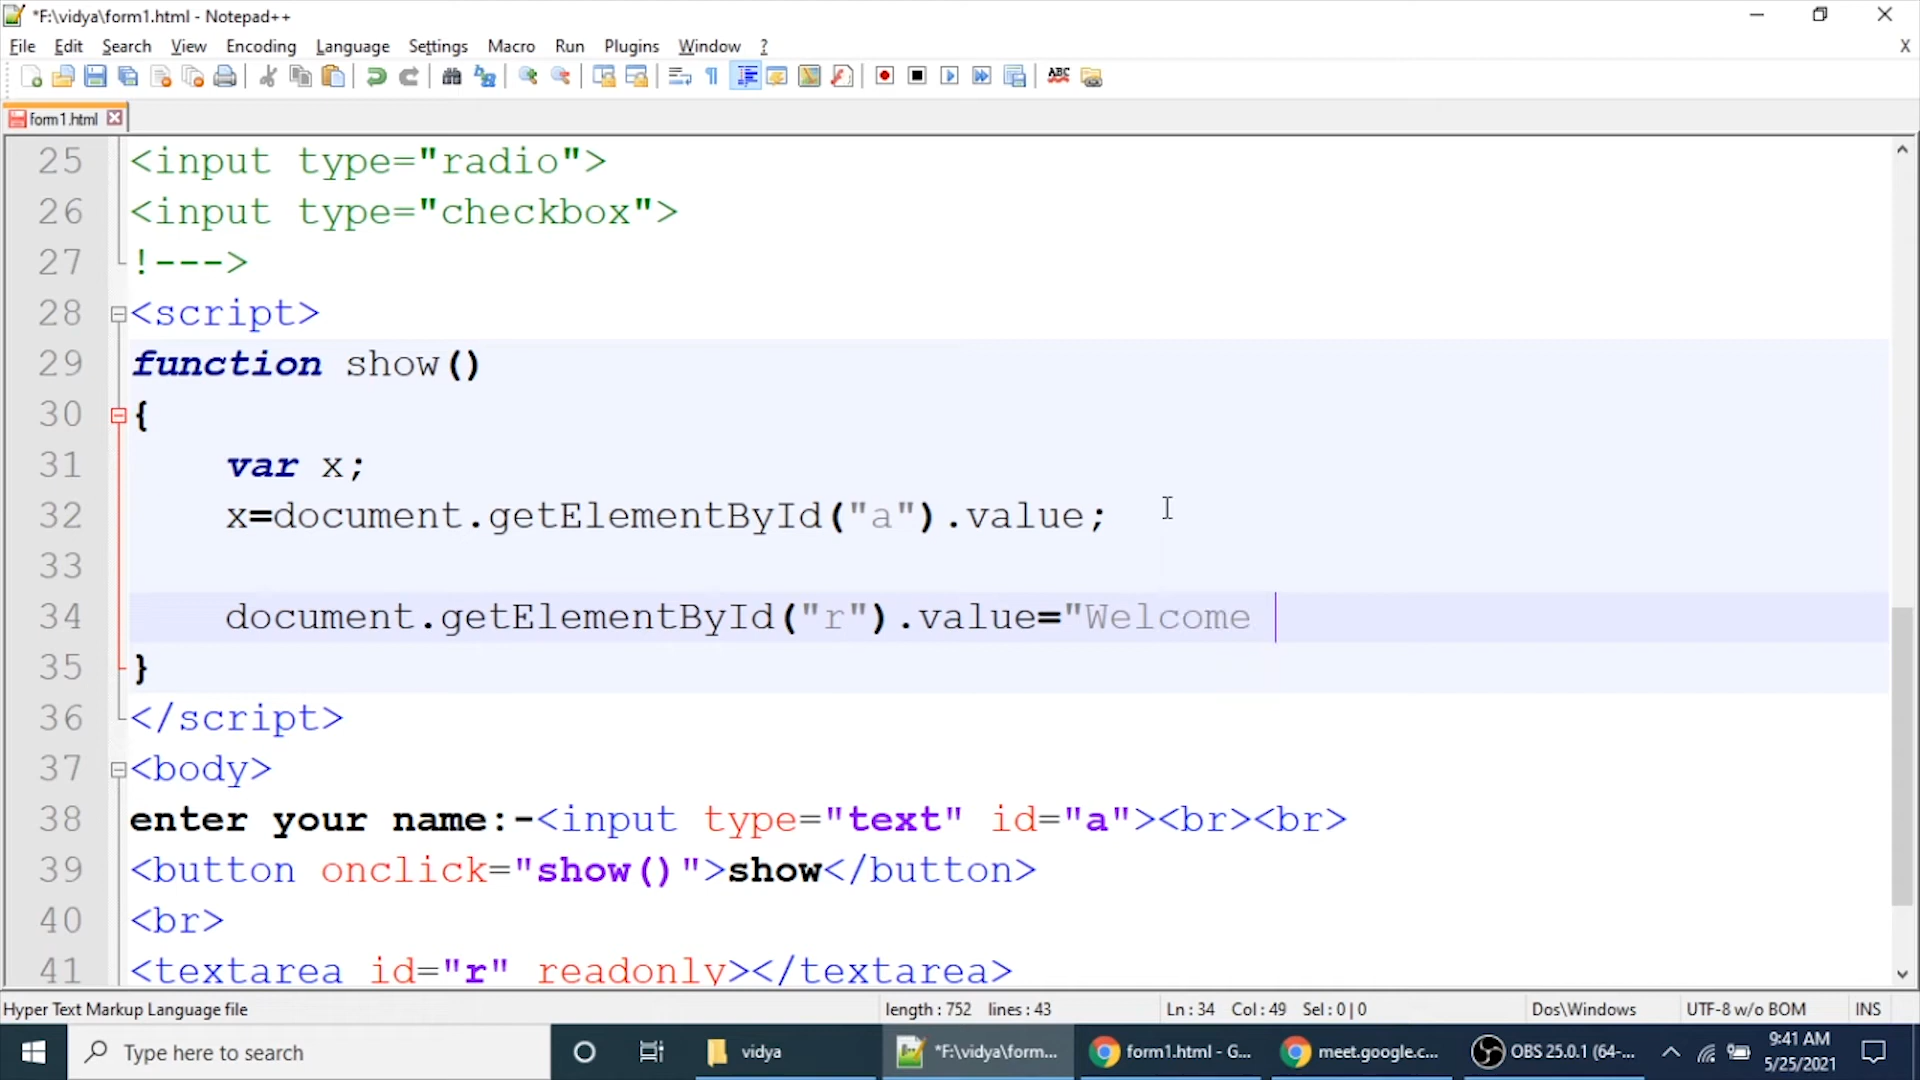 *F:\vidya\form1.html - Notepad++
File Edit Search View Encoding Language Settings Macro Run Plugins Window ? X
ABC
form1.html
25 <input type="radio">
26 <input type="checkbox">
27 !--->
28 <script>
29 function show()
30 {
31 var x;
32 x=document.getElementById("a").value;
33
34 document.getElementById("r").value="Welcome
35 }
36 </script>
37 <body>
38 enter your name:-<input type="text" id="a"><br><br>
39 <button onclick="show()">show</button>
40 <br>
41 <textarea id="r" readonly></textarea>
Hyper Text Markup Language file length : 752 lines : 43 Ln : 34 Col : 49 Sel : 0 | 0 Dos\Windows UTF-8 w/o BOM INS
Type here to search vidya *F:\vidya\form... form1.html - G... meet.google.c... OBS 25.0.1 (64-... 9:41 AM
5/25/2021